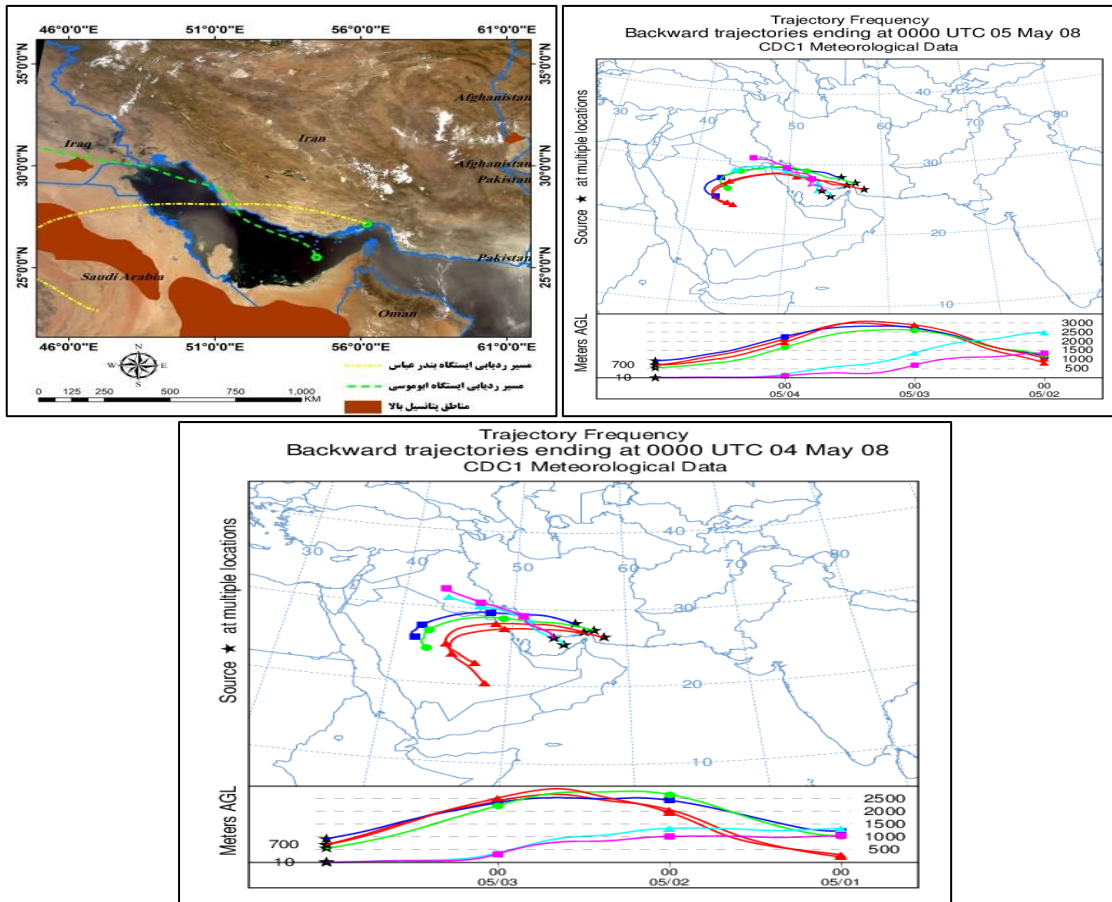 46°0'0"E 51°0'0"E 56°0'0"E 61°0'0"E
35°0'0"N
30°0'0"N
25°0'0"N
35°0'0"N
30°0'0"N
25°0'0"N
Afghanistan
Iran
Iraq
Afghanistan
Pakistan
Pakistan
Saudi Arabia
Oman
46°0'0"E 51°0'0"E 56°0'0"E 61°0'0"E
N
W E
S
مسیر ردیابی ایستگاه بندر عباس
مسیر ردیابی ایستگاه ابوموسی
مناطق پتانسیل بالا
0 125 250 500 750 1,000
KM
Trajectory Frequency
Backward trajectories ending at 0000 UTC 05 May 08
CDC1 Meteorological Data
Source ★ at multiple locations
30 40 50 60 70 80
40
30
20
10
Meters AGL
700
10
3000
2500
2000
1500
1000
500
00 00 00
05/04 05/03 05/02
Trajectory Frequency
Backward trajectories ending at 0000 UTC 04 May 08
CDC1 Meteorological Data
Source ★ at multiple locations
30 40 50 60 70 80
40
30
20
10
Meters AGL
700
10
2500
2000
1500
1000
500
00 00 00
05/03 05/02 05/01